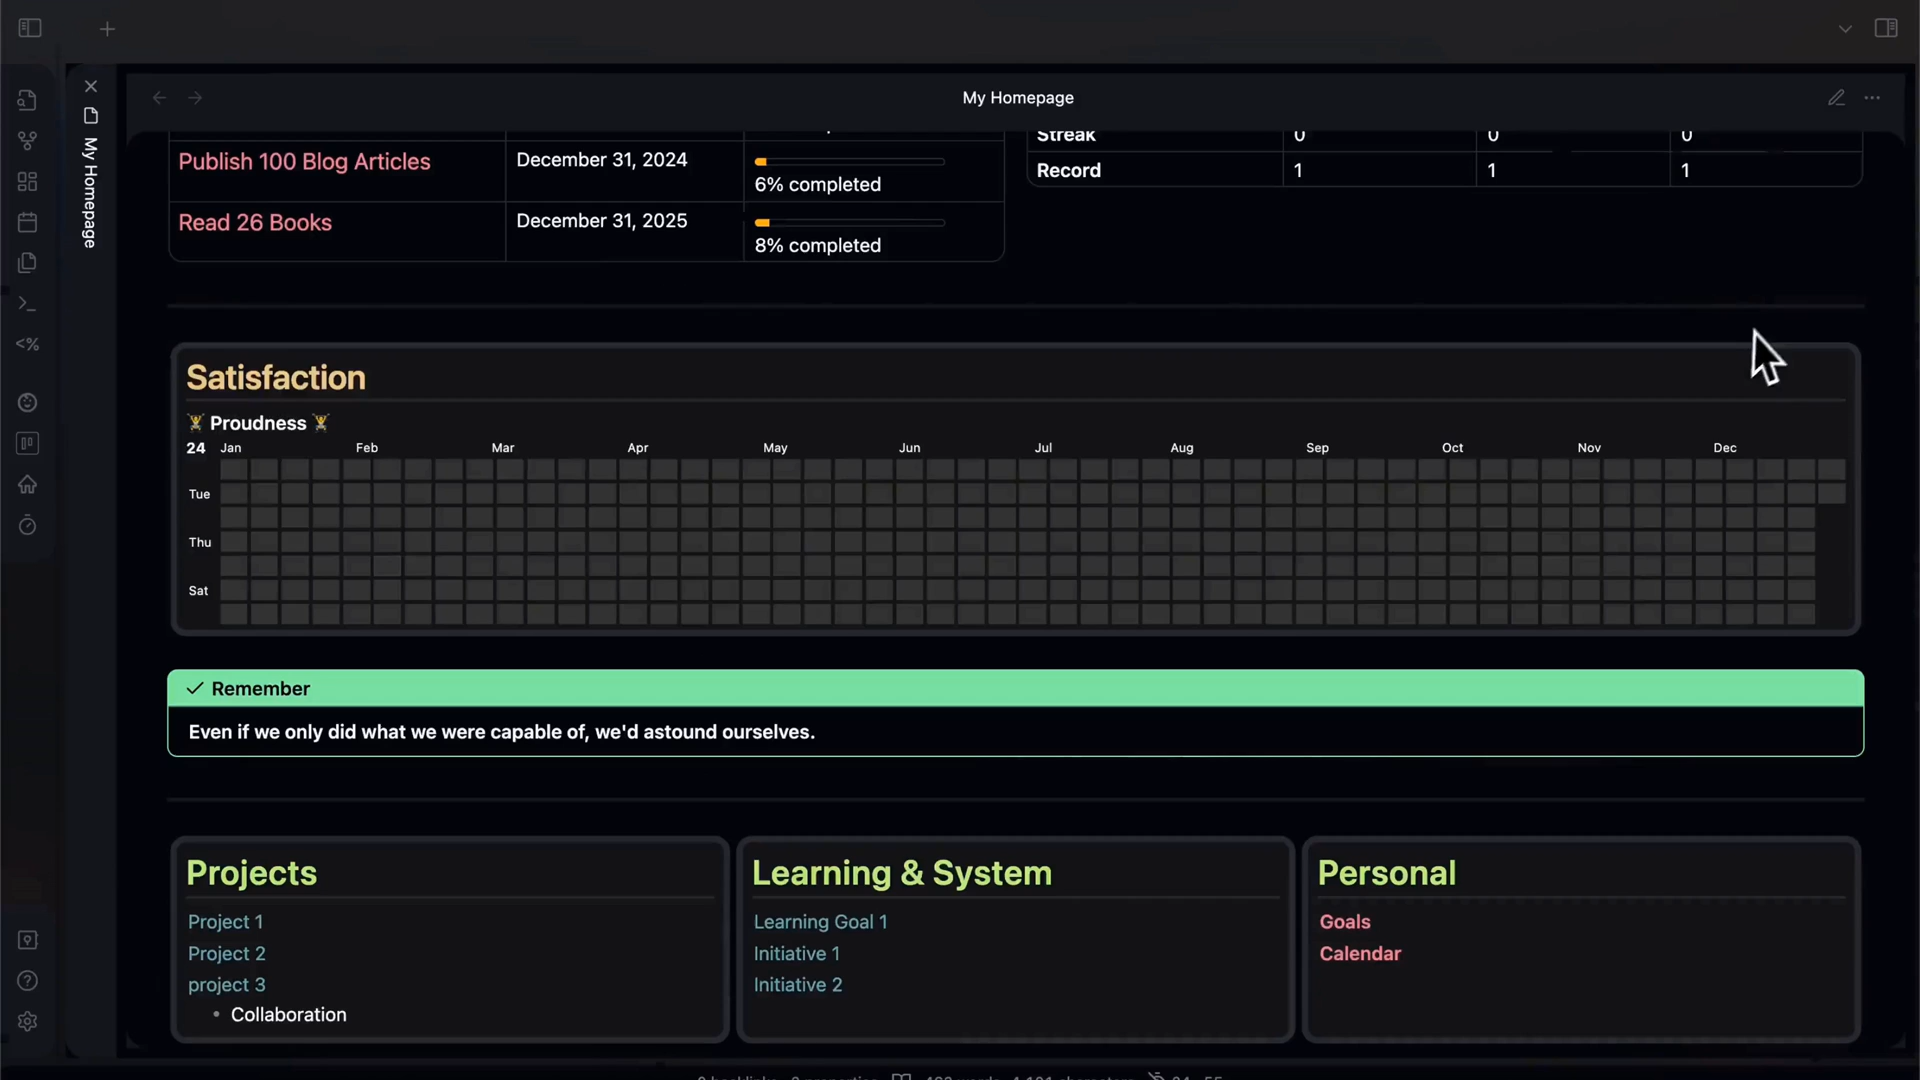 My Homepage
My Homepage
Streak 0 0 0
Publish 100 Blog Articles December 31, 2024
6% completed
Record 1 1 1
Read 26 Books December 31, 2025
8% completed
Satisfaction
Proudness
24 Jan Feb Mar Apr May Jun Jul Aug Sep Oct Nov Dec
Tue
Thu
Sat
Remember
Even if we only did what we were capable of, we'd astound ourselves.
Projects
Project 1
Project 2
project 3
• Collaboration
Learning & System
Learning Goal 1
Initiative 1
Initiative 2
Personal
Goals
Calendar